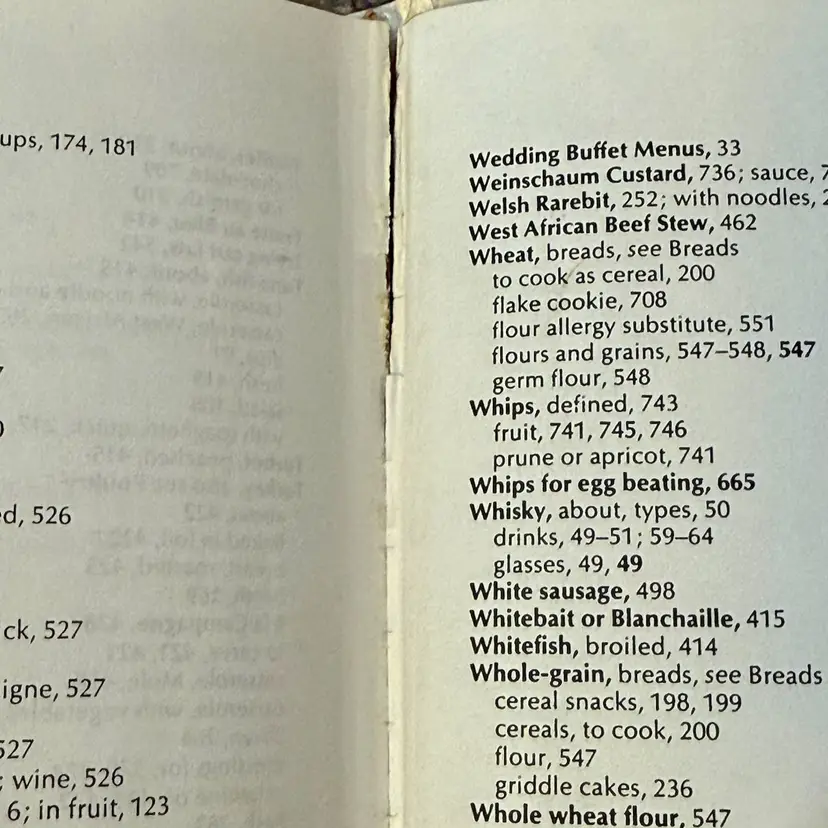 ups, 174, 181
ed, 526
ck, 527
igne, 527
527
; wine, 526
6; in fruit, 123
Wedding Buffet Menus, 33
Weinschaum Custard, 736; sauce, 7
Welsh Rarebit, 252; with noodles, 2
West African Beef Stew, 462
Wheat, breads, see Breads
to cook as cereal, 200
flake cookie, 708
flour allergy substitute, 551
flours and grains, 547–548, 547
germ flour, 548
Whips, defined, 743
fruit, 741, 745, 746
prune or apricot, 741
Whips for egg beating, 665
Whisky, about, types, 50
drinks, 49–51; 59–64
glasses, 49, 49
White sausage, 498
Whitebait or Blanchaille, 415
Whitefish, broiled, 414
Whole-grain, breads, see Breads
cereal snacks, 198, 199
cereals, to cook, 200
flour, 547
griddle cakes, 236
Whole wheat flour, 547